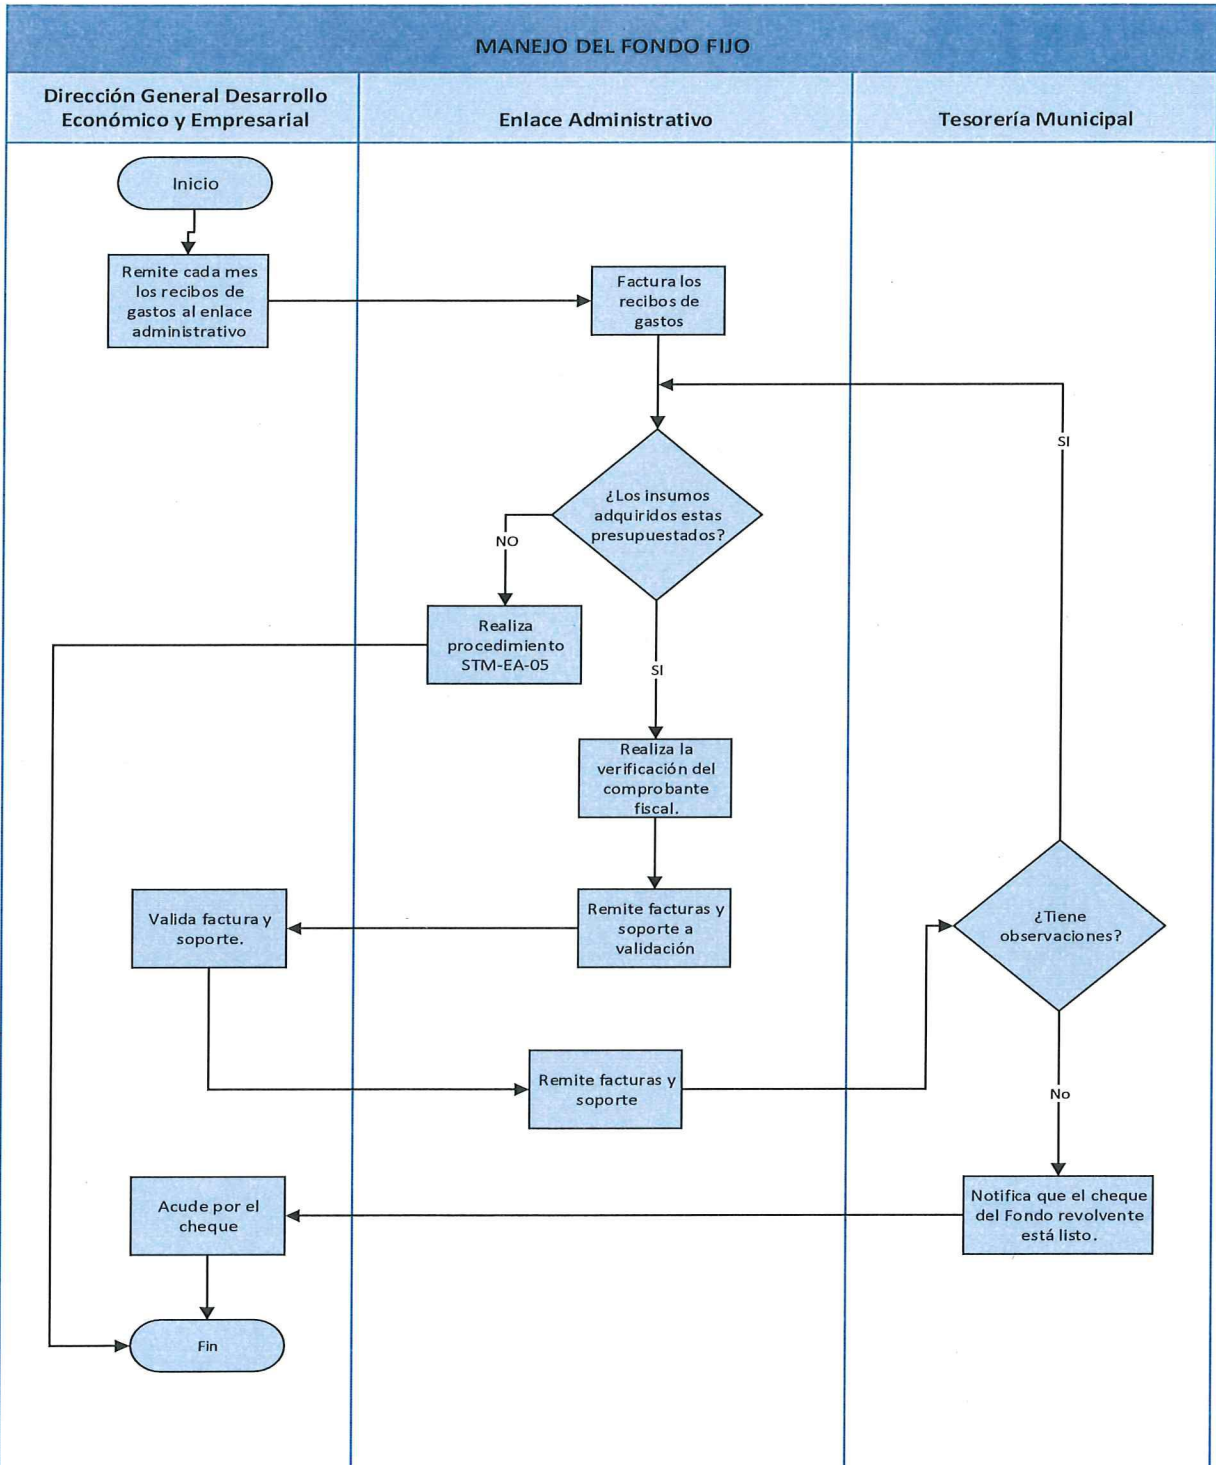 MANEJO DEL FONDO FIJO
Dirección General Desarrollo
Económico y Empresarial
Enlace Administrativo
Tesorería Municipal
Inicio
Remite cada mes
los recibos de
gastos al enlace
administrativo
Factura los
recibos de
gastos
SI
¿Los insumos
adquiridos estas
presupuestados?
NO
Realiza
procedimiento
STM-EA-05
SI
Realiza la
verificación del
comprobante
fiscal.
Remite facturas y
soporte a
validación
Valida factura y
soporte.
¿Tiene
observaciones?
Remite facturas y
soporte
No
Notifica que el cheque
del Fondo revolvente
está listo.
Acude por el
cheque
Fin